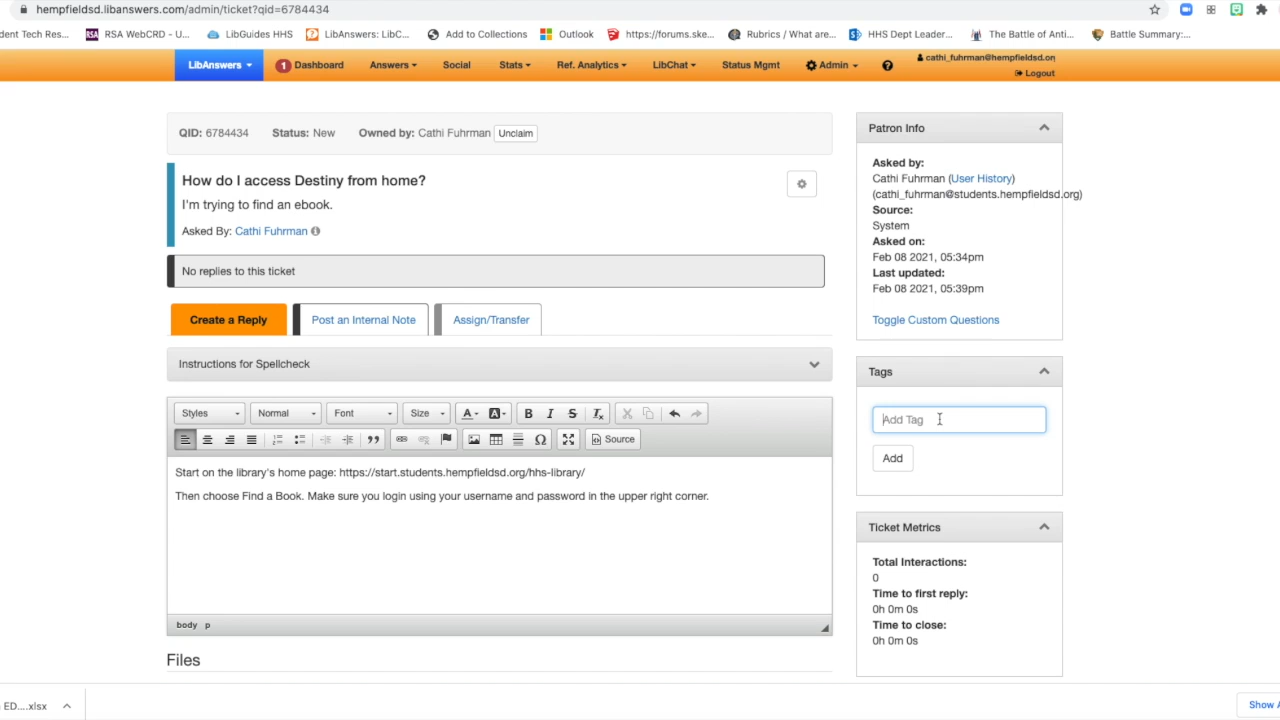 hempfieldsd.libanswers.com/admin/ticket?qid=6784434
dent Tech Res... RSA WebCRD - U... LibGuides HHS LibAnswers: LibC... Add to Collections Outlook https://forums.ske... Rubrics / What are... HHS Dept Leader... The Battle of Anti... Battle Summary:...
LibAnswers 1 Dashboard Answers Social Stats Ref. Analytics LibChat Status Mgmt Admin cathi_fuhrman@hempfieldsd.org
Logout
QID: 6784434 Status: New Owned by: Cathi Fuhrman Unclaim
How do I access Destiny from home?
I'm trying to find an ebook.
Asked By: Cathi Fuhrman
No replies to this ticket
Create a Reply Post an Internal Note Assign/Transfer
Instructions for Spellcheck
Styles Normal Font Size A A B I S Tx
Source
Start on the library's home page: https://start.students.hempfieldsd.org/hhs-library/
Then choose Find a Book. Make sure you login using your username and password in the upper right corner.
body p
Files
Patron Info
Asked by:
Cathi Fuhrman (User History)
(cathi_fuhrman@students.hempfieldsd.org)
Source:
System
Asked on:
Feb 08 2021, 05:34pm
Last updated:
Feb 08 2021, 05:39pm
Toggle Custom Questions
Tags
Add Tag
Add
Ticket Metrics
Total Interactions:
0
Time to first reply:
0h 0m 0s
Time to close:
0h 0m 0s
ED....xlsx
Show A